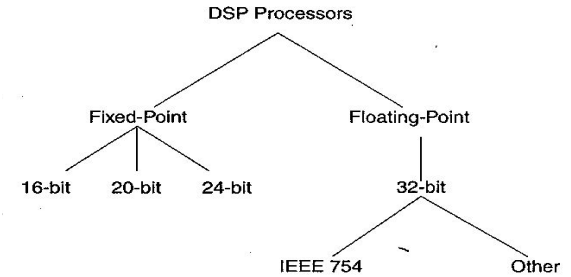 DSP Processors
Fixed-Point Floating-Point
16-bit 20-bit 24-bit 32-bit
IEEE 754 Other